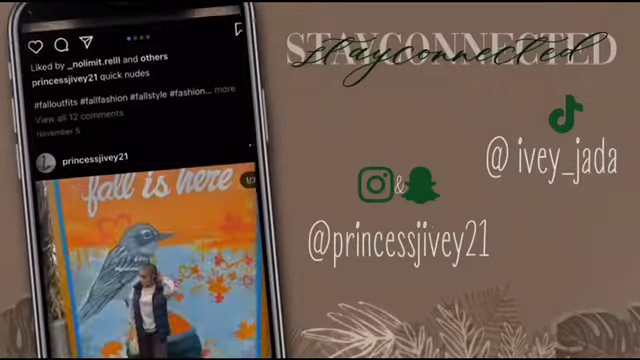 Liked by _nolimit.relll and others
princessjivey21 quick nudes
#falloutfits #fallfashion #fallstyle #fashion... more
View all 12 comments
November 5
princessjivey21
1/3
fall is here
STAYCONNECTED
stayconnected
@ ivey_jada
&
@princessjivey21